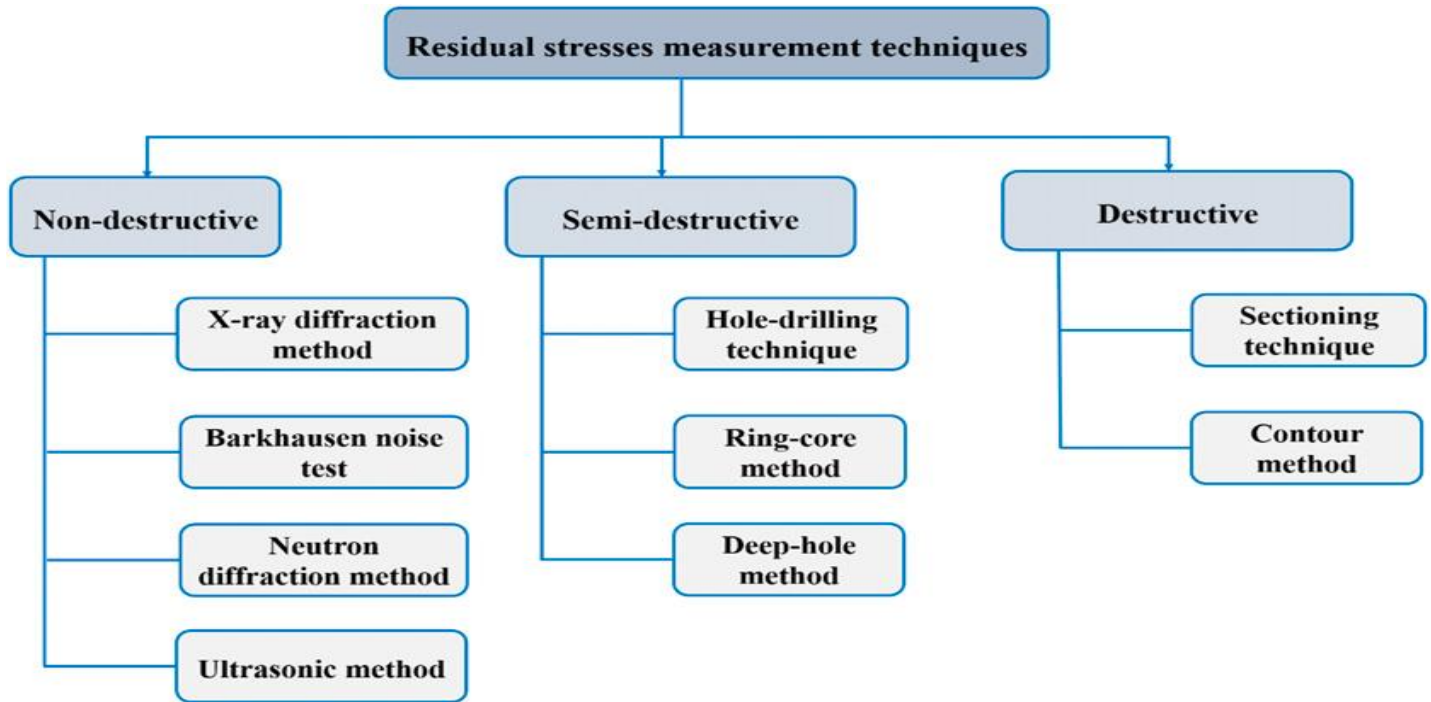 Residual stresses measurement techniques
Non-destructive
Semi-destructive
Destructive
X-ray diffraction
method
Barkhausen noise
test
Neutron
diffraction method
Ultrasonic method
Hole-drilling
technique
Ring-core
method
Deep-hole
method
Sectioning
technique
Contour
method